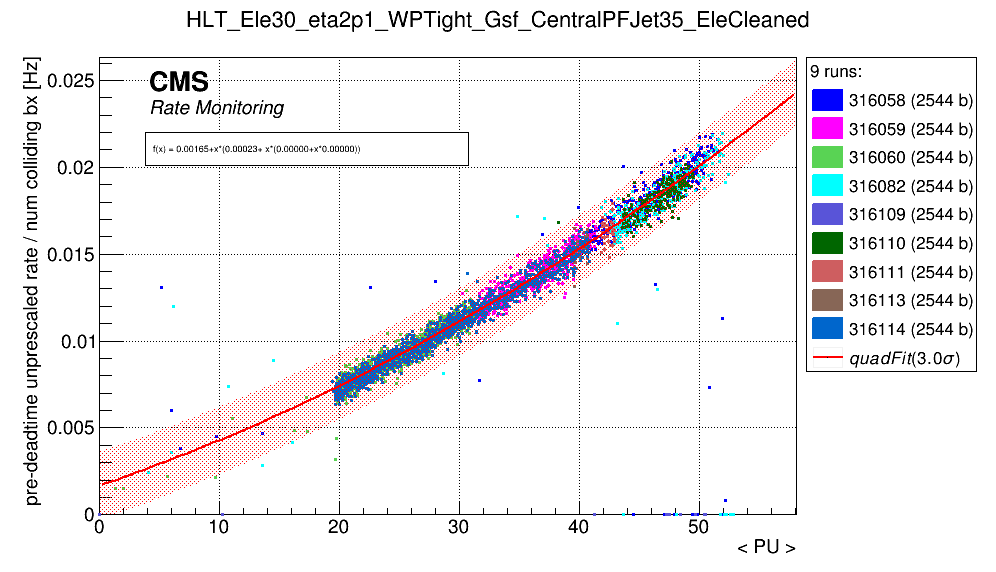 HLT_Ele30_eta2p1_WPTight_Gsf_CentralPFJet35_EleCleaned
pre-deadtime unprescaled rate / num colliding bx [Hz]
0.025
0.02
0.015
0.01
0.005
0
CMS
Rate Monitoring
f(x) = 0.00165+x*(0.00023+ x*(0.00000+x*0.00000))
0 10 20 30 40 50
< PU >
9 runs:
316058 (2544 b)
316059 (2544 b)
316060 (2544 b)
316082 (2544 b)
316109 (2544 b)
316110 (2544 b)
316111 (2544 b)
316113 (2544 b)
316114 (2544 b)
quadFit(3.0σ)